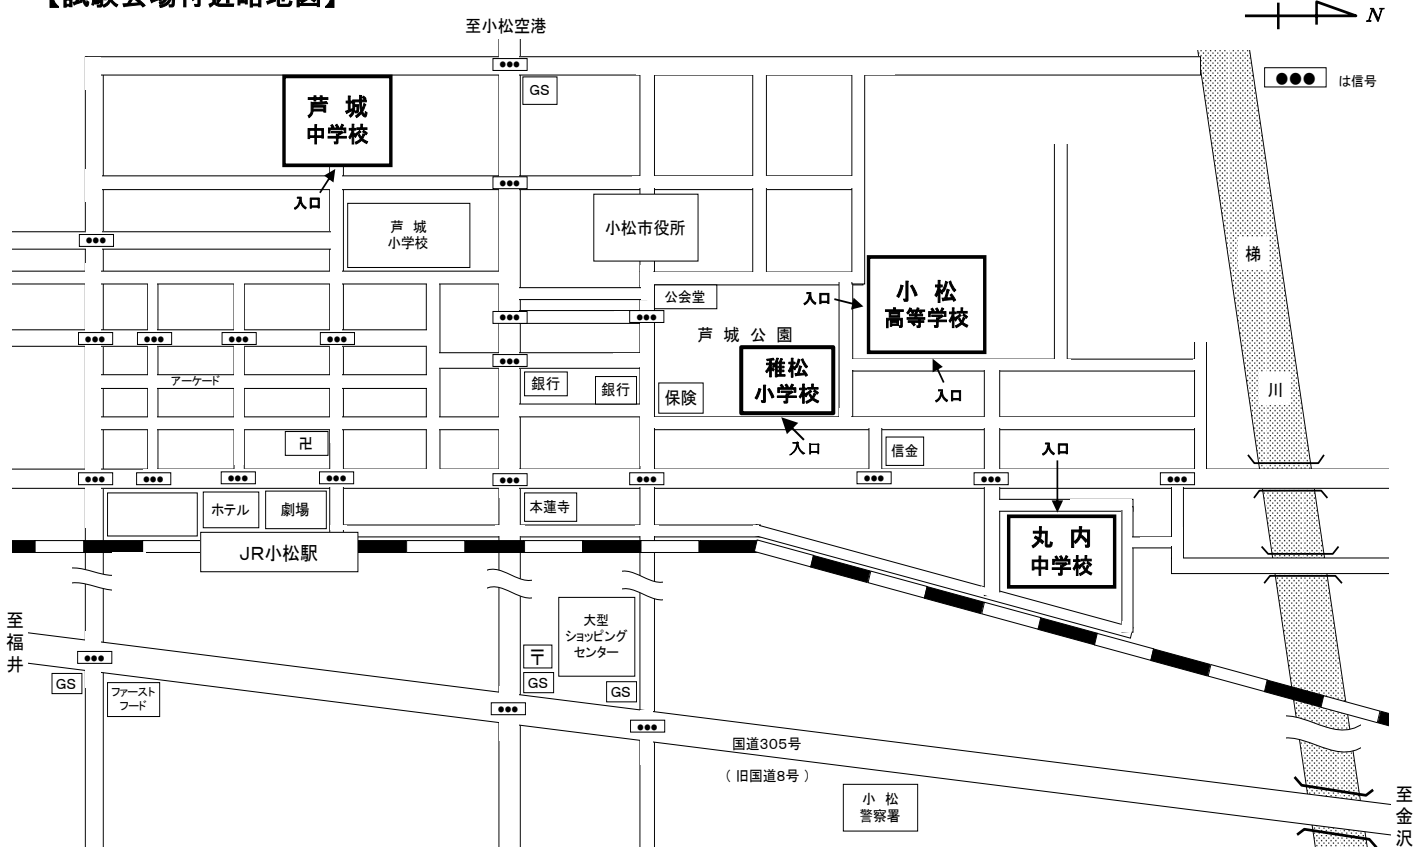 【試験会場付近略地図】
至小松空港
N
は信号
GS
芦 城
中学校
入口
芦 城
小学校
小松市役所
梯
川
公会堂
入口
小 松
高等学校
芦 城 公 園
稚松
小学校
入口
アーケード
銀行
銀行
保険
入口
卍
信金
入口
ホテル
劇場
本蓮寺
丸 内
中学校
JR小松駅
至
福
井
大型
ショッピング
センター
〒
GS
GS
GS
ファースト
フード
国道305号
( 旧国道8号 )
小 松
警察署
至
金
沢